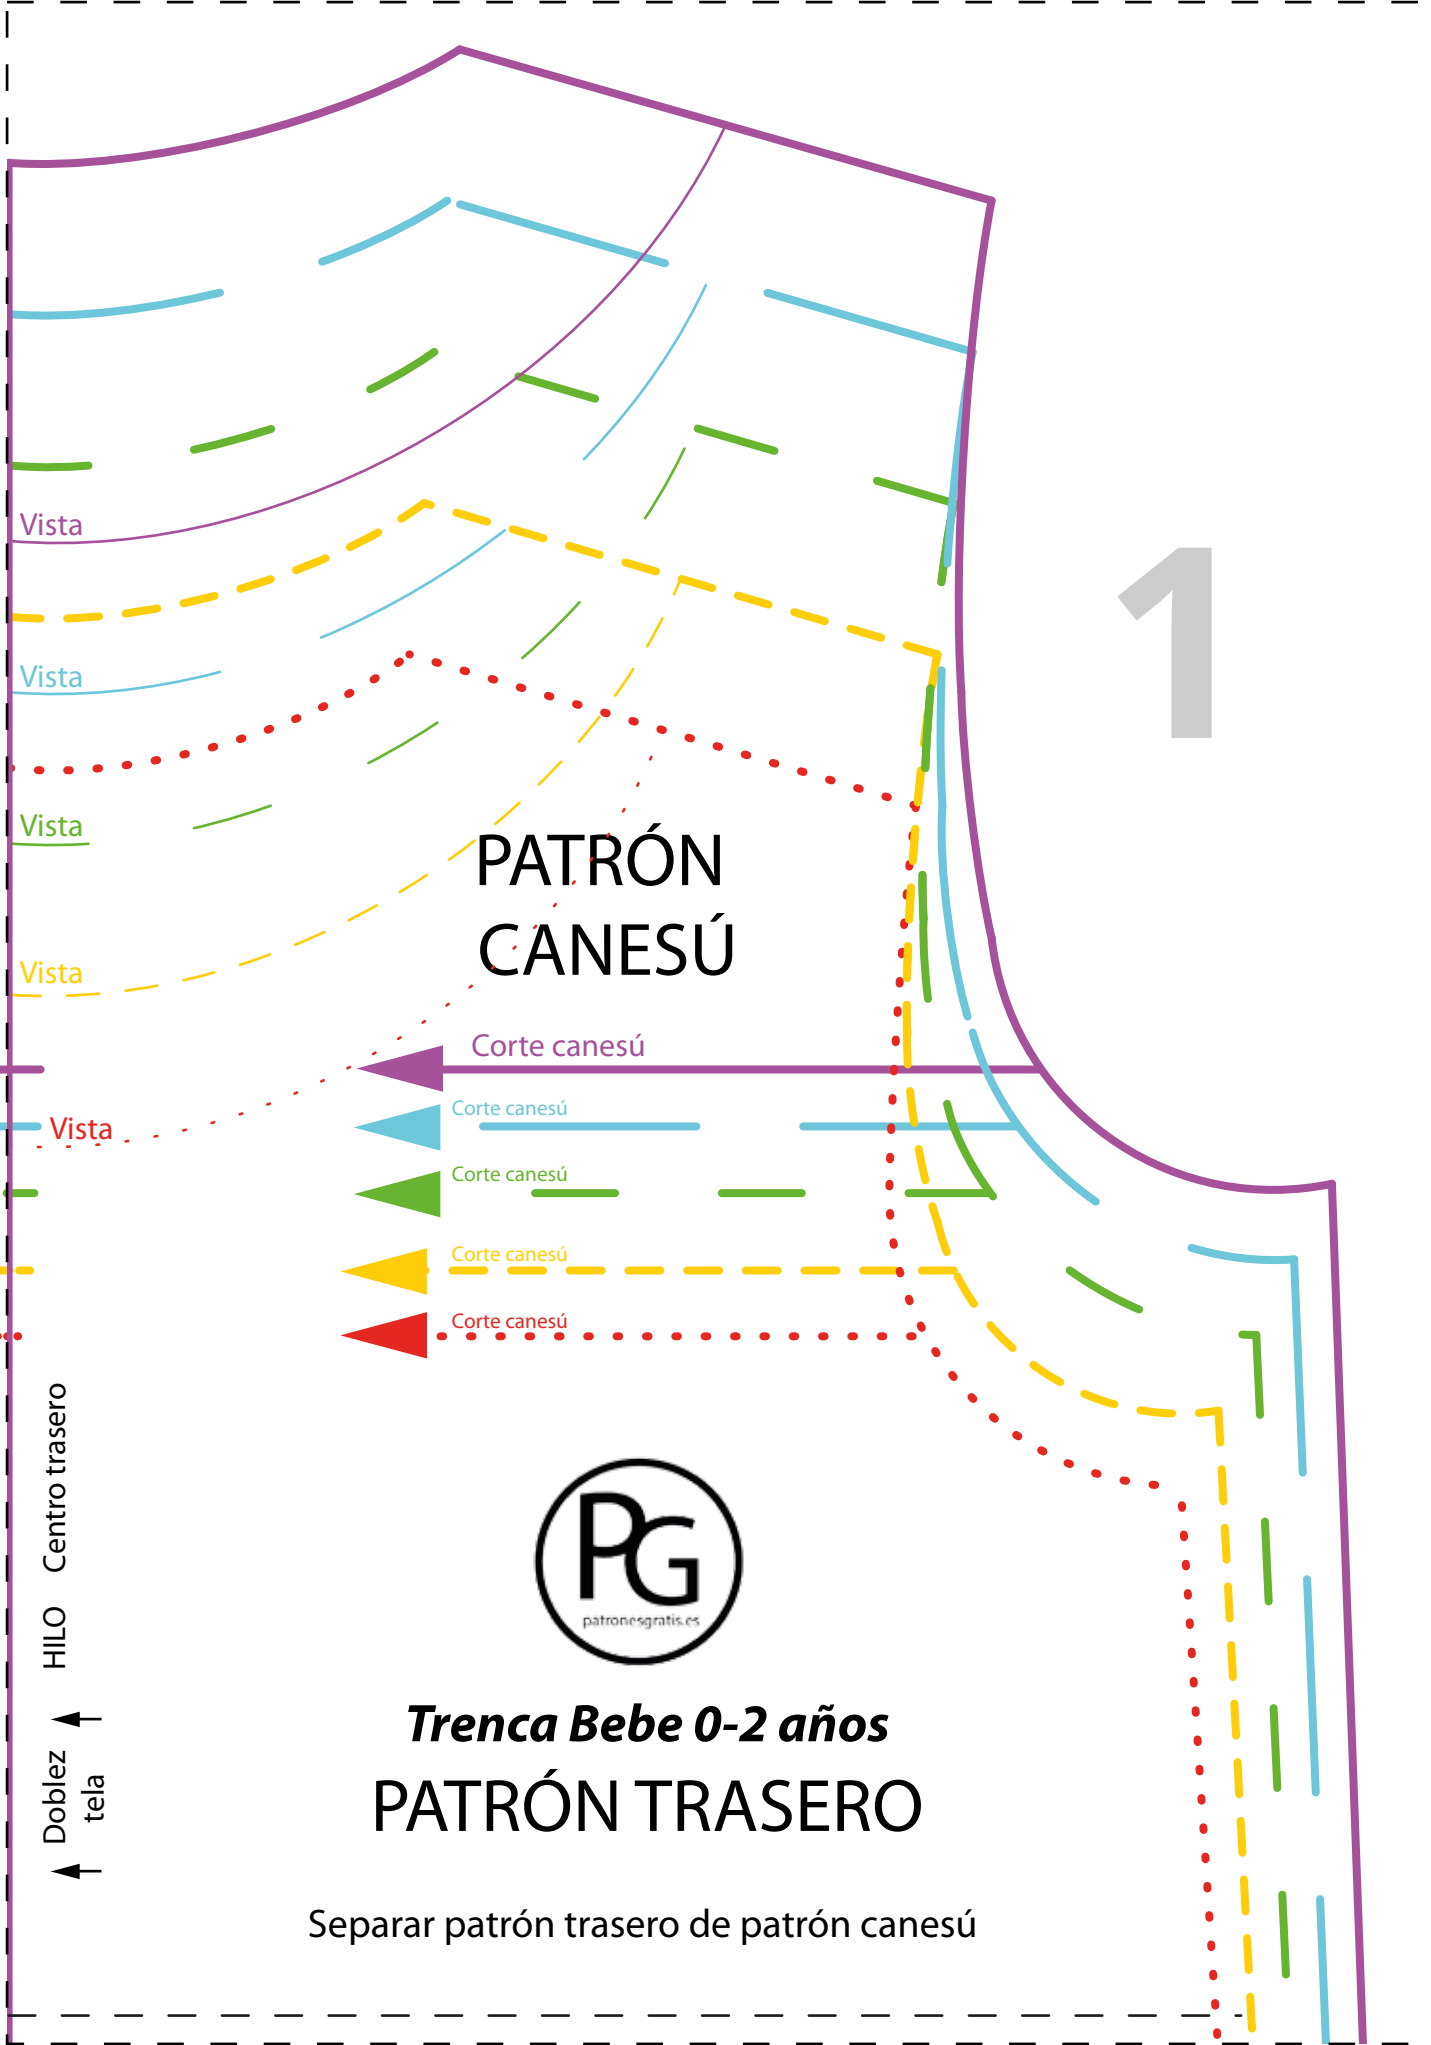 1
Vista
Vista
Vista
PATRÓN
CANESÚ
Vista
Corte canesú
Corte canesú
Vista
Corte canesú
Corte canesú
Corte canesú
HILO Centro trasero
PG
patronesgratis.es
Trenca Bebe 0-2 años
Doblez
tela
PATRÓN TRASERO
Separar patrón trasero de patrón canesú